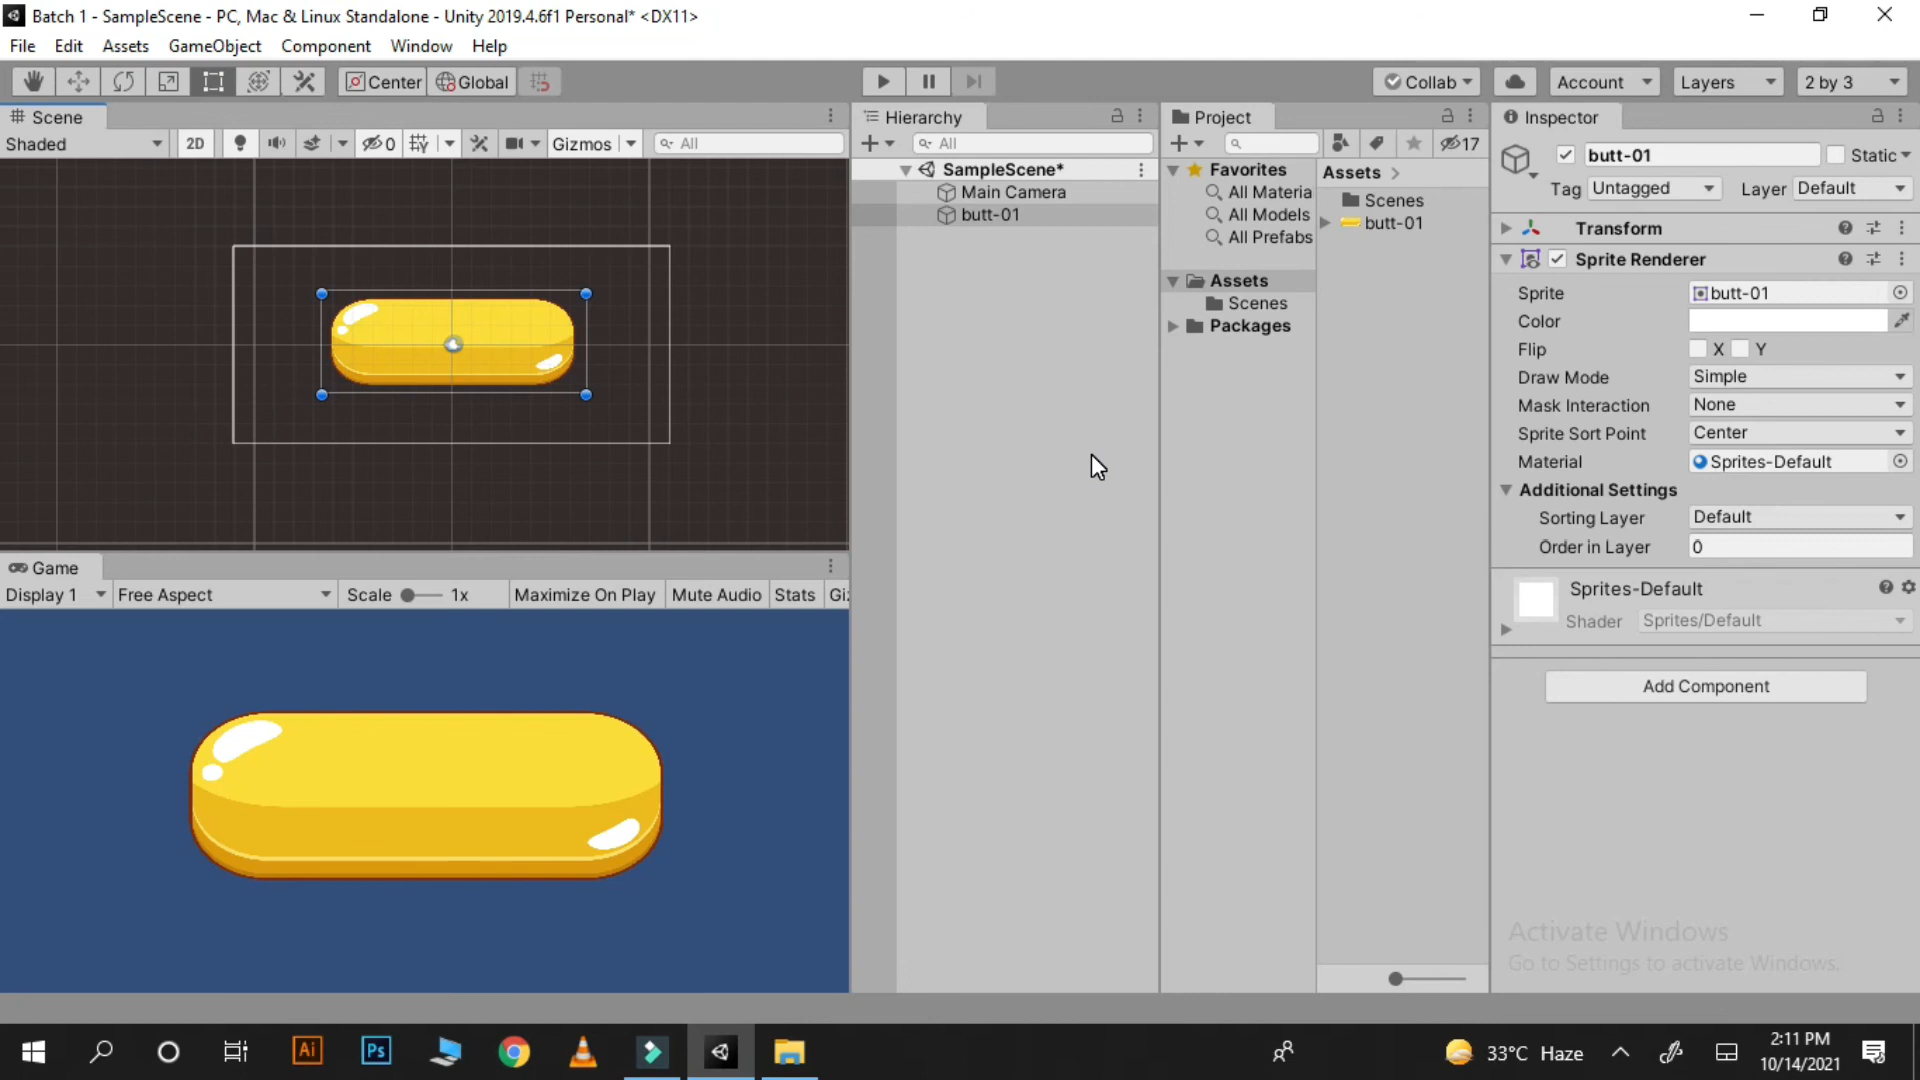 Batch 1 - SampleScene - PC, Mac & Linux Standalone - Unity 2019.4.6f1 Personal* <DX11>
File Edit Assets GameObject Component Window Help
Center Global Collab Account Layers 2 by 3
Scene
Shaded 2D 0 Gizmos All
Hierarchy
All
SampleScene*
Main Camera
butt-01
Project
17
Favorites
All Materia
All Models
All Prefabs
Assets
Scenes
Packages
Assets
Scenes
butt-01
Inspector
butt-01 Static
Tag Untagged Layer Default
Transform
Sprite Renderer
Sprite butt-01
Color
Flip X Y
Draw Mode Simple
Mask Interaction None
Sprite Sort Point Center
Material Sprites-Default
Additional Settings
Sorting Layer Default
Order in Layer 0
Sprites-Default
Shader Sprites/Default
Add Component
Activate Windows
Go to Settings to activate Windows.
Game
Display 1 Free Aspect Scale 1x Maximize On Play Mute Audio Stats Gi
Ai Ps
33°C Haze
2:11 PM
10/14/2021